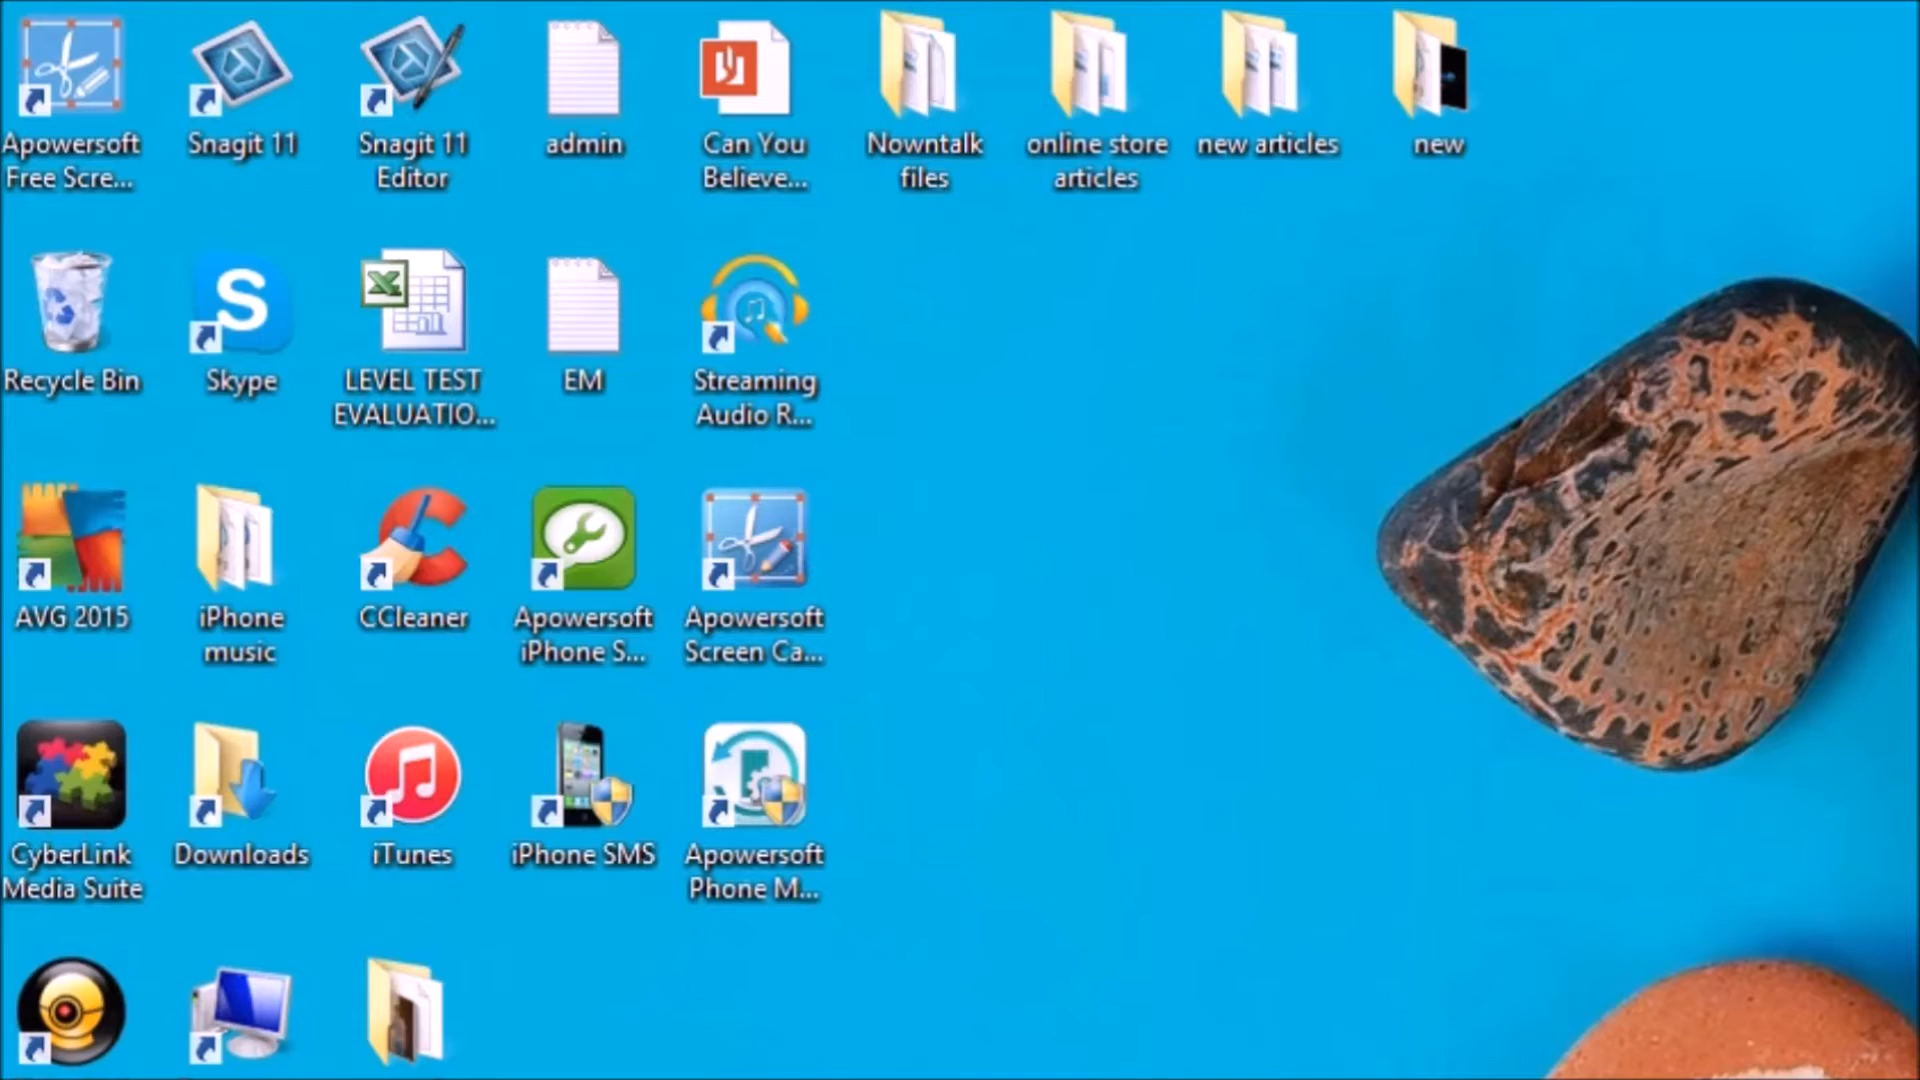 Apowersoft
Free Scre...
Snagit 11
Snagit 11
Editor
admin
Can You
Believe...
Nowntalk
files
online store
articles
new articles
new
Recycle Bin
Skype
LEVEL TEST
EVALUATIO...
EM
Streaming
Audio R...
AVG 2015
iPhone
music
CCleaner
Apowersoft
iPhone S...
Apowersoft
Screen Ca...
CyberLink
Media Suite
Downloads
iTunes
iPhone SMS
Apowersoft
Phone M...